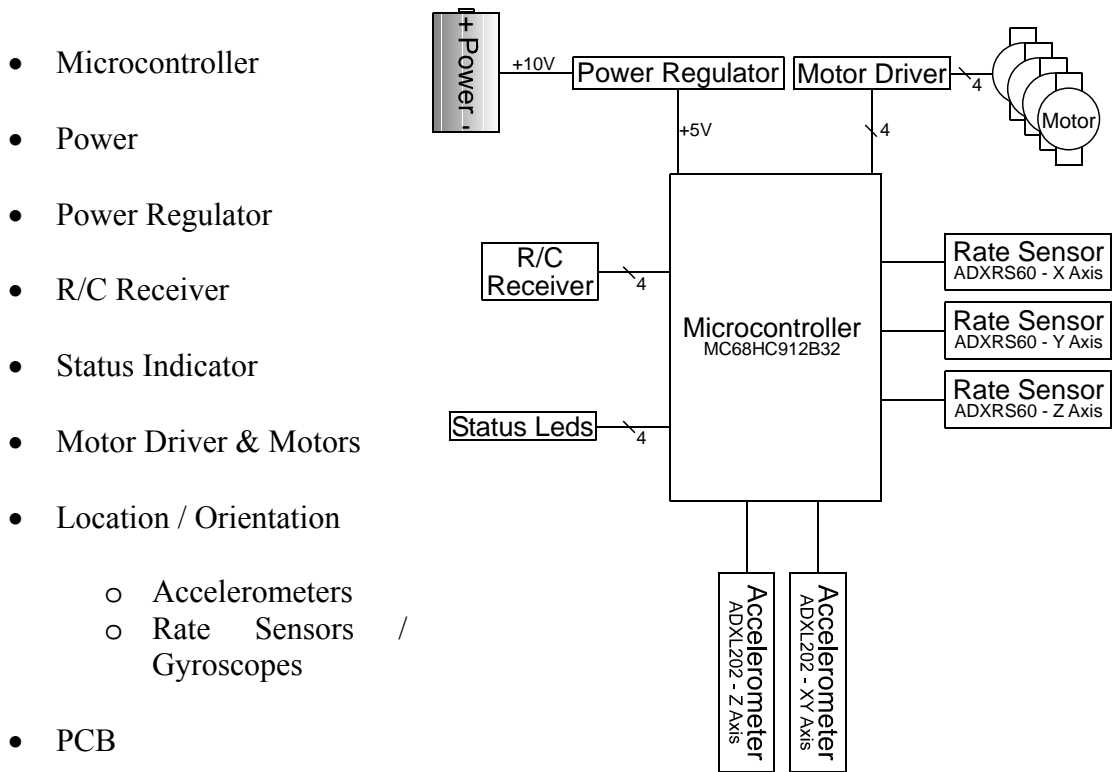 • Microcontroller
• Power
• Power Regulator
• R/C Receiver
• Status Indicator
• Motor Driver & Motors
• Location / Orientation
o Accelerometers
o Rate Sensors /
Gyroscopes
• PCB
+ Power -
+10V
Power Regulator
Motor Driver
4
Motor
+5V
4
R/C
Receiver
4
Microcontroller
MC68HC912B32
Rate Sensor
ADXRS60 - X Axis
Rate Sensor
ADXRS60 - Y Axis
Rate Sensor
ADXRS60 - Z Axis
Status Leds
4
Accelerometer
ADXL202 - Z Axis
Accelerometer
ADXL202 - XY Axis